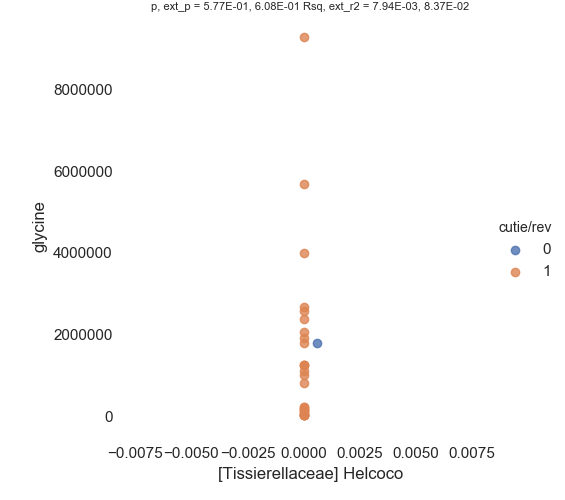 p, ext_p = 5.77E-01, 6.08E-01 Rsq, ext_r2 = 7.94E-03, 8.37E-02
8000000
6000000
4000000
2000000
0
glycine
−0.0075 −0.0050 −0.0025 0.0000 0.0025 0.0050 0.0075
[Tissierellaceae] Helcoco
cutie/rev
0
1